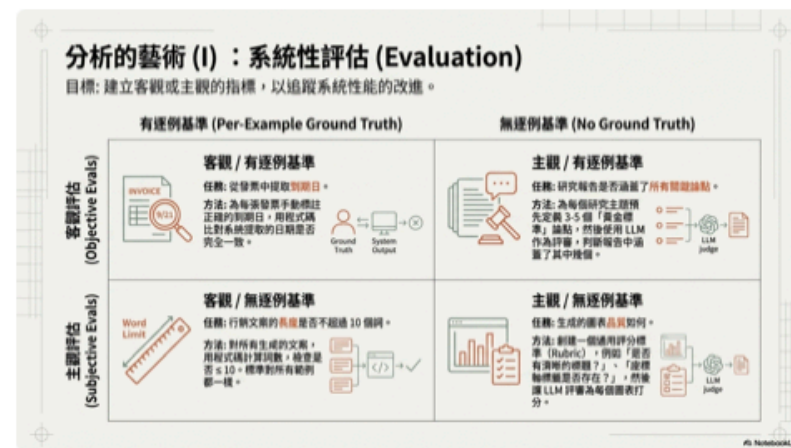 分析的藝術 (I) ：系統性評估 (Evaluation)
目標: 建立客觀或主觀的指標，以追蹤系統性能的改進。
有逐例基準 (Per-Example Ground Truth)
無逐例基準 (No Ground Truth)
客觀評估
(Objective Evals)
客觀 / 有逐例基準
任務: 從發票中提取到期日。
方法: 為每張發票手動標註
正確的到期日，用程式碼
比對系統提取的日期是否
完全一致。
INVOICE
9/21
Ground
Truth
System
Output
主觀 / 有逐例基準
任務: 研究報告是否涵蓋了所有關鍵論點。
方法: 為每個研究主題預
先定義 3-5 個「黃金標
準」論點，然後使用 LLM
作為評審，判斷報告中涵
蓋了其中幾個。
LLM
Judge
主觀評估
(Subjective Evals)
客觀 / 無逐例基準
任務: 行銷文案的長度是否不超過 10 個詞。
方法: 對所有生成的文案，
用程式碼計算詞數，檢查是
否 ≤ 10。標準對所有範例
都一樣。
Word
Limit
主觀 / 無逐例基準
任務: 生成的圖表品質如何。
方法: 創建一個通用評分標
準（Rubric），例如「是否
有清晰的標題？」、「座標
軸標籤是否存在？」，然後
讓 LLM 評審為每個圖表打
分。
LLM
Judge